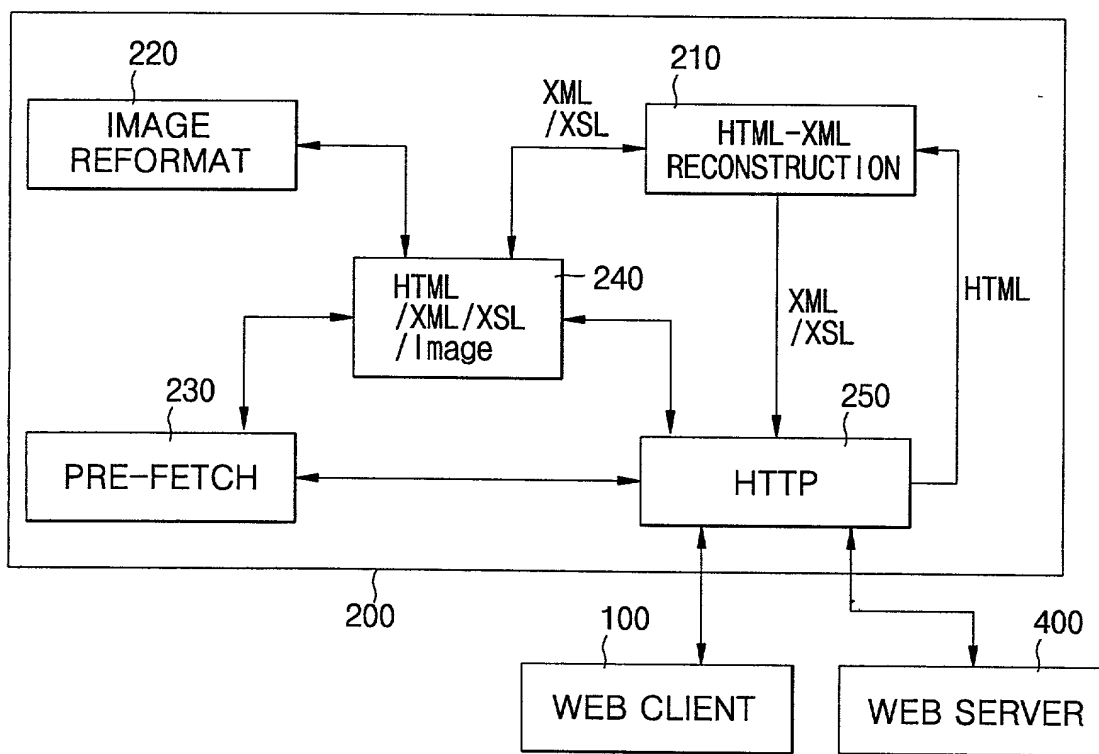 220
IMAGE
REFORMAT
XML
/XSL
210
HTML-XML
RECONSTRUCTION
HTML
/XML/XSL
/Image
240
XML
/XSL
HTML
230
PRE-FETCH
250
HTTP
200
100
WEB CLIENT
400
WEB SERVER